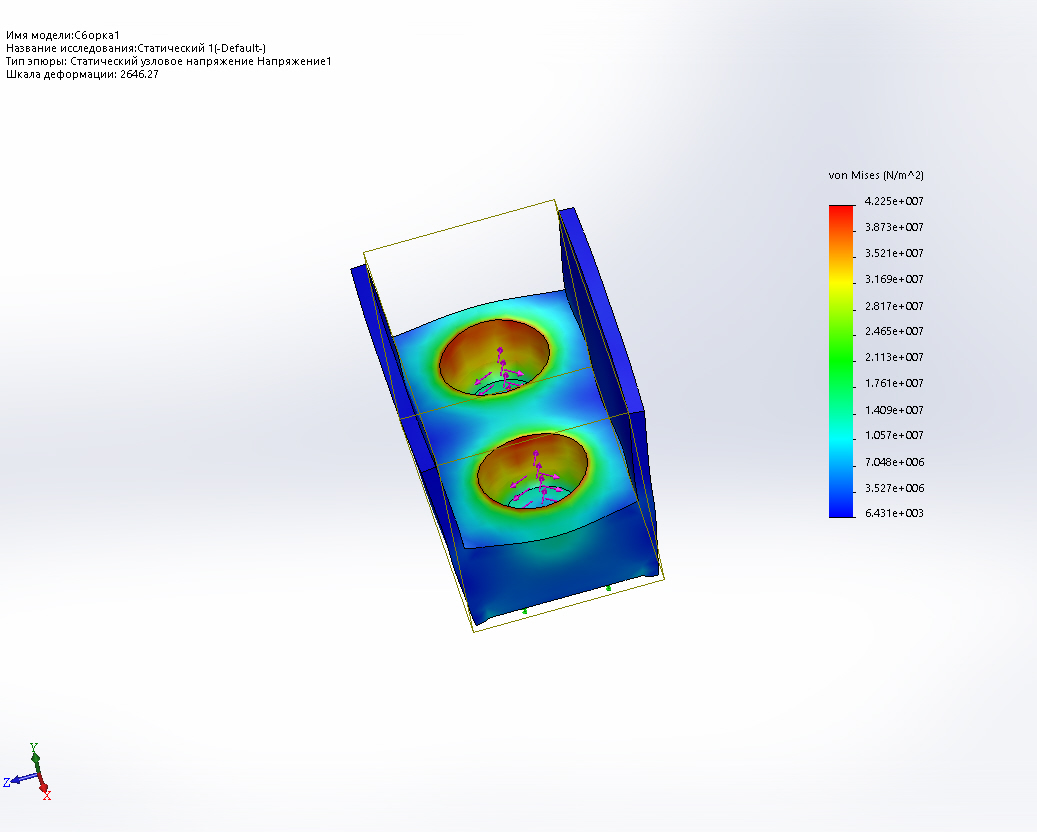 Имя модели:Сборка1
Название исследования:Статический 1(-Default-)
Тип эпюры: Статический узловое напряжение Напряжение1
Шкала деформации: 2646.27
von Mises (N/m^2)
4.225e+007
3.873e+007
3.521e+007
3.169e+007
2.817e+007
2.465e+007
2.113e+007
1.761e+007
1.409e+007
1.057e+007
7.048e+006
3.527e+006
6.431e+003
Y
Z
X